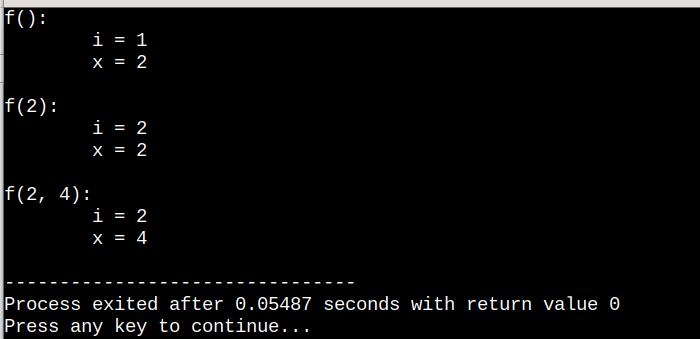 f():
i = 1
x = 2
f(2):
i = 2
x = 2
f(2, 4):
i = 2
x = 4
--------------------------------
Process exited after 0.05487 seconds with return value 0
Press any key to continue...